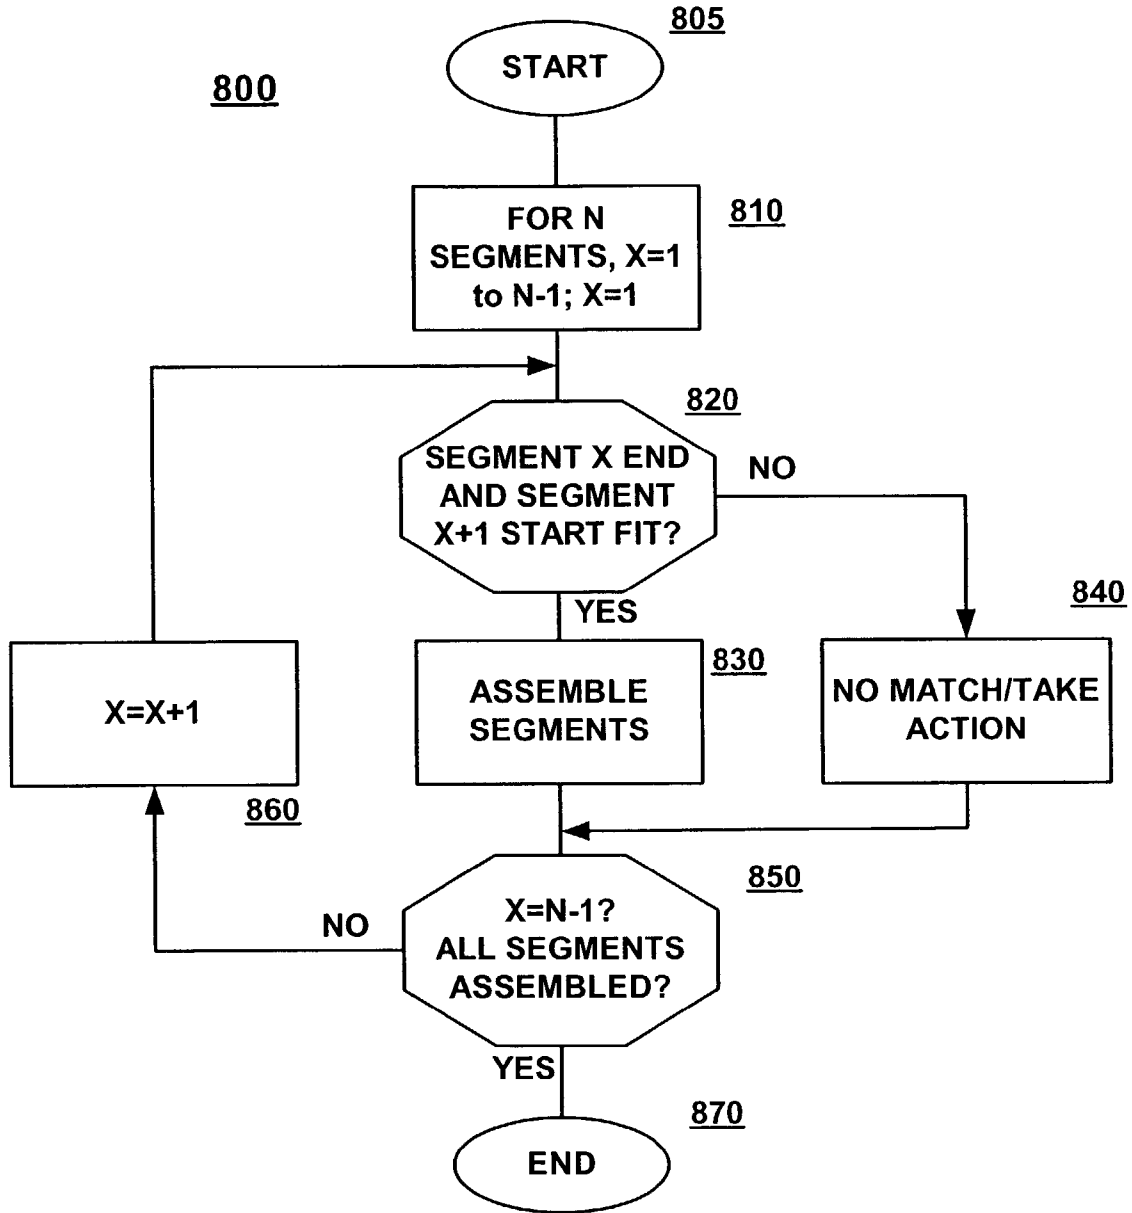 805
START
800
FOR N
SEGMENTS, X=1
to N-1; X=1
810
820
SEGMENT X END
AND SEGMENT
X+1 START FIT?
NO
YES
840
830
X=X+1
ASSEMBLE
SEGMENTS
NO MATCH/TAKE
ACTION
860
850
X=N-1?
ALL SEGMENTS
ASSEMBLED?
NO
YES
870
END